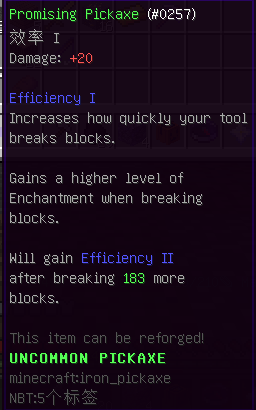 Promising Pickaxe (#0257)
效率 I
Damage: +20
Efficiency I
Increases how quickly your tool
breaks blocks.
Gains a higher level of
Enchantment when breaking
blocks.
Will gain Efficiency II
after breaking 183 more
blocks.
This item can be reforged!
UNCOMMON PICKAXE
minecraft:iron_pickaxe
NBT:5个标签